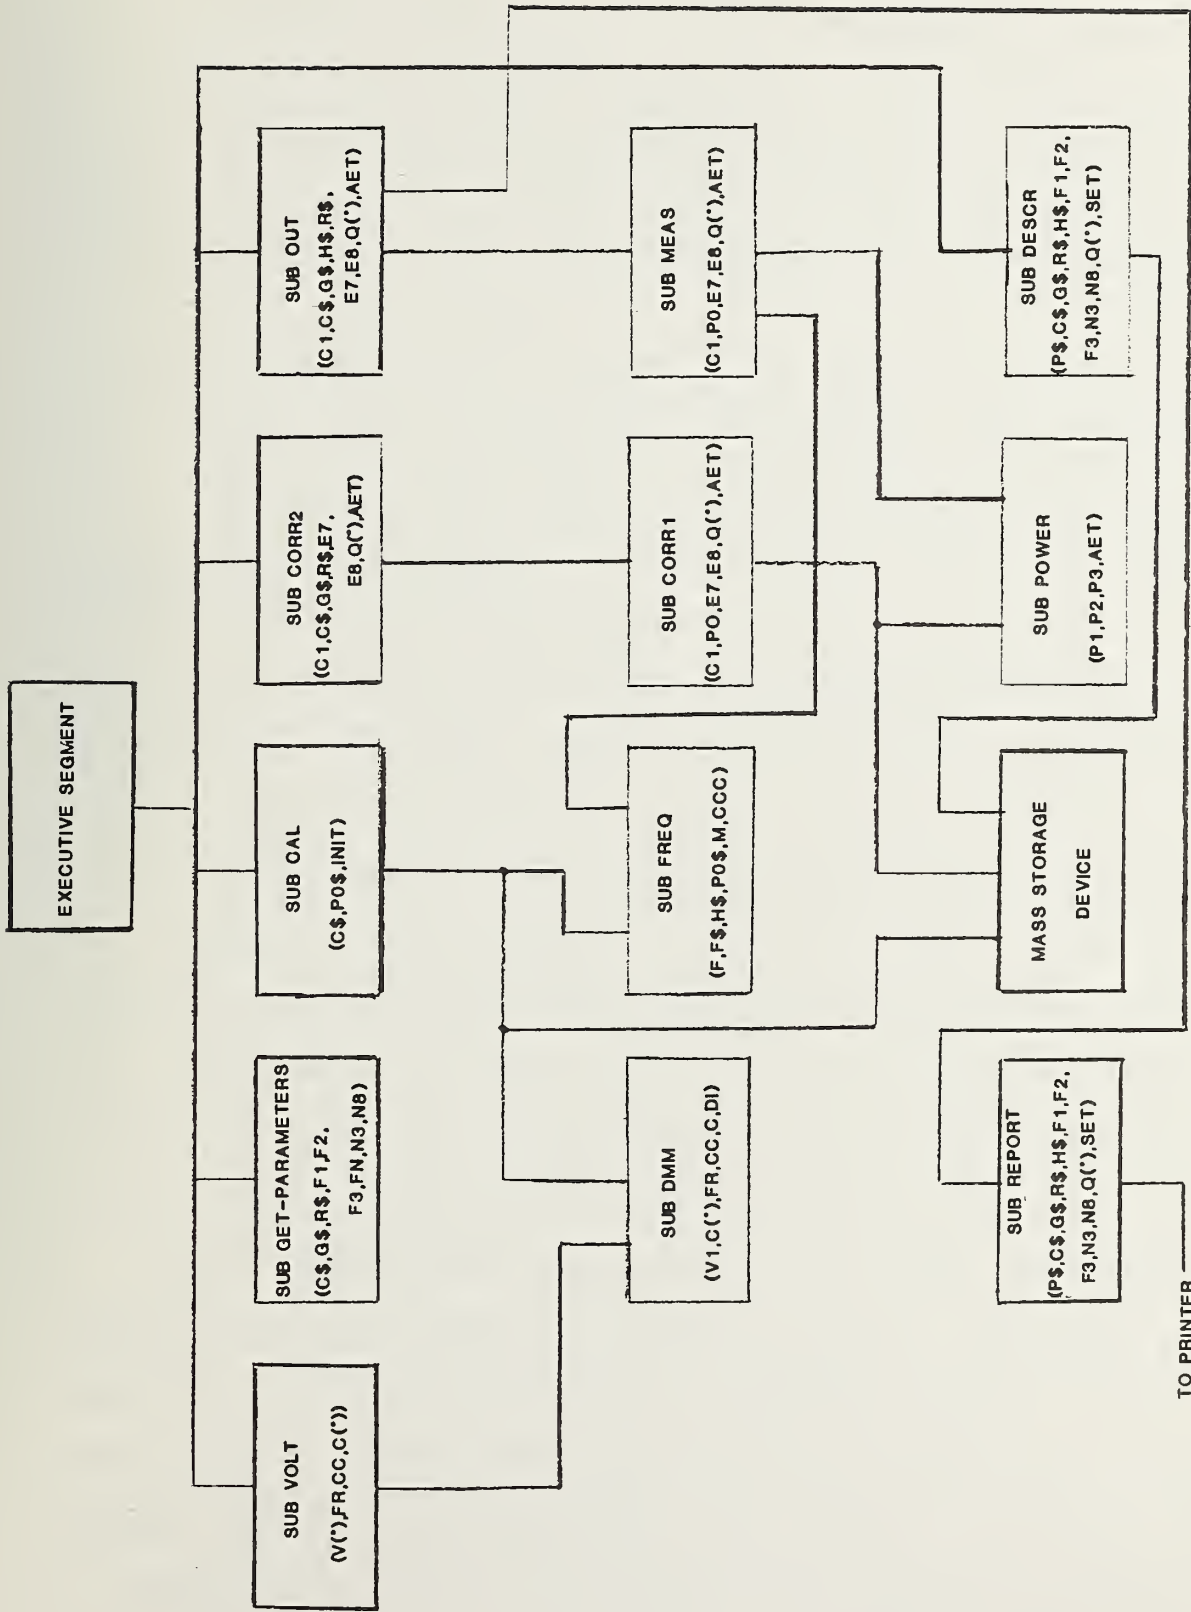 EXECUTIVE SEGMENT
SUB VOLT
(V(*),FR,CC,C(*))
SUB GET-PARAMETERS
(C$,G$,R$,F1,F2,
F3,FN,N3,N8)
SUB CAL
(C$,P0$,INIT)
SUB CORR2
(C1,C$,G$,R$,E7,
E8,Q(*),AET)
SUB OUT
(C1,C$,G$,H$,R$,
E7,E8,Q(*),AET)
SUB DMM
(V1,C(*),FR,CC,C,DI)
SUB FREQ
(F,F$,H$,P0$,M,CCC)
SUB CORR1
(C1,PO,E7,E8,Q(*),AET)
SUB MEAS
(C1,P0,E7,E8,Q(*),AET)
SUB REPORT
(P$,C$,G$,R$,H$,F1,F2,
F3,N3,N8,Q(*),SET)
MASS STORAGE
DEVICE
SUB POWER
(P1,P2,P3,AET)
SUB DESCR
(P$,C$,G$,R$,H$,F1,F2,
F3,N3,N8,Q(*),SET)
TO PRINTER